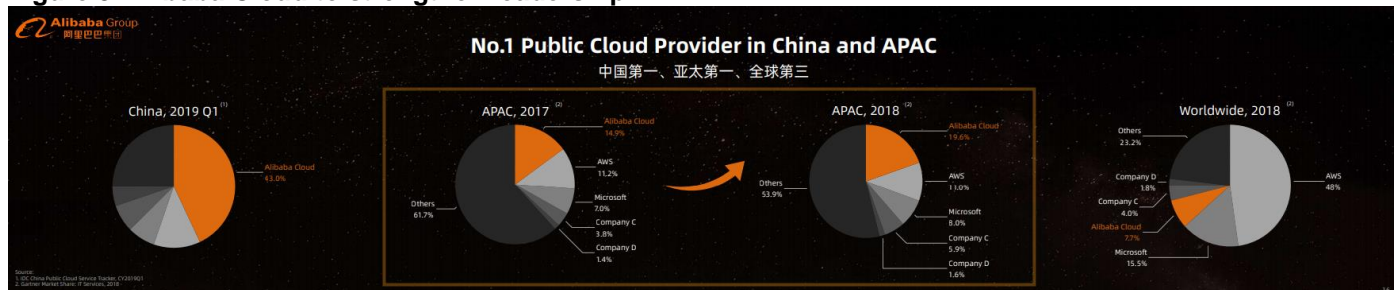 Alibaba Group
阿里巴巴集团
No.1 Public Cloud Provider in China and APAC
中国第一、亚太第一、全球第三
China, 2019 Q1 (1)
Alibaba Cloud
43.0%
APAC, 2017 (2)
Alibaba Cloud
14.9%
AWS
11.2%
Microsoft
7.0%
Company C
3.8%
Company D
1.4%
Others
61.7%
APAC, 2018 (2)
Alibaba Cloud
19.6%
AWS
11.0%
Microsoft
8.0%
Company C
5.9%
Company D
1.6%
Others
53.9%
Worldwide, 2018 (2)
Others
23.2%
Company D
1.8%
Company C
4.0%
Alibaba Cloud
7.7%
Microsoft
15.5%
AWS
48%
Source:
1. IDC China Public Cloud Service Tracker, CY2019Q1
2. Gartner Market Share: IT Services, 2018